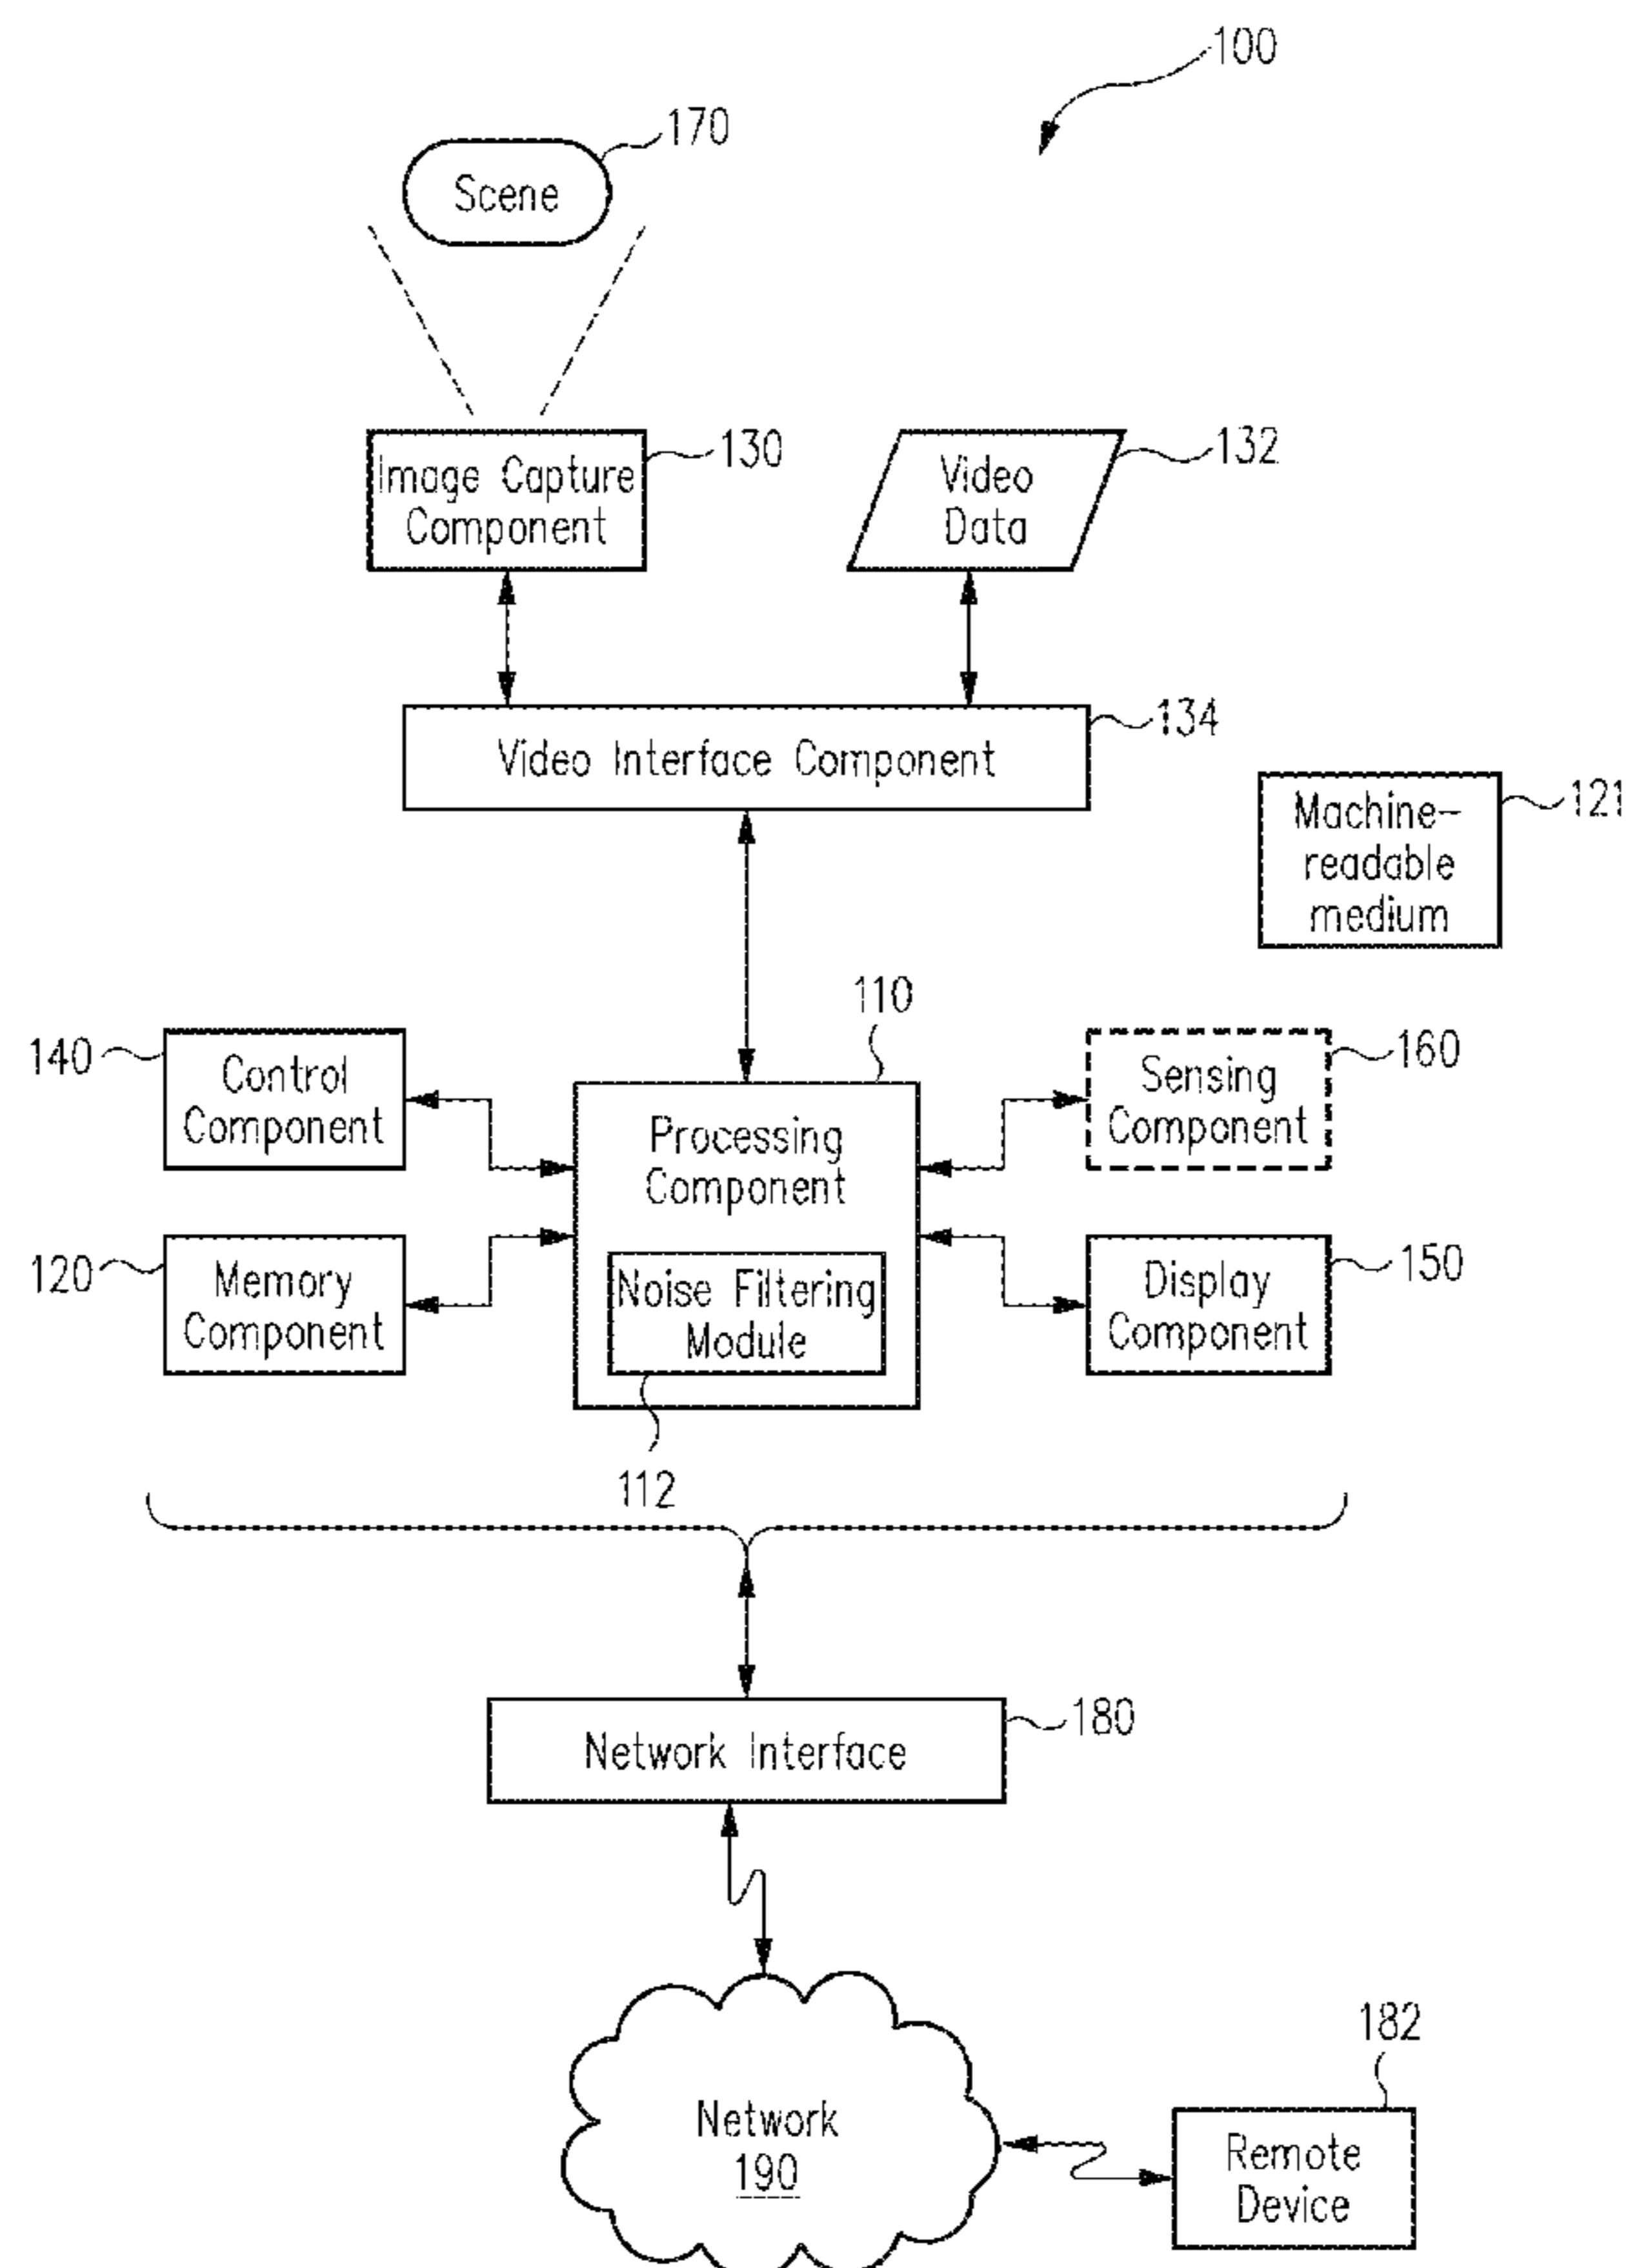 100
170
Scene
130
Image Capture
Component
132
Video
Data
134
Video Interface Component
121
Machine-
readable
medium
110
140
Control
Component
160
Sensing
Component
Processing
Component
120
Memory
Component
Noise Filtering
Module
150
Display
Component
112
180
Network Interface
182
Network
190
Remote
Device